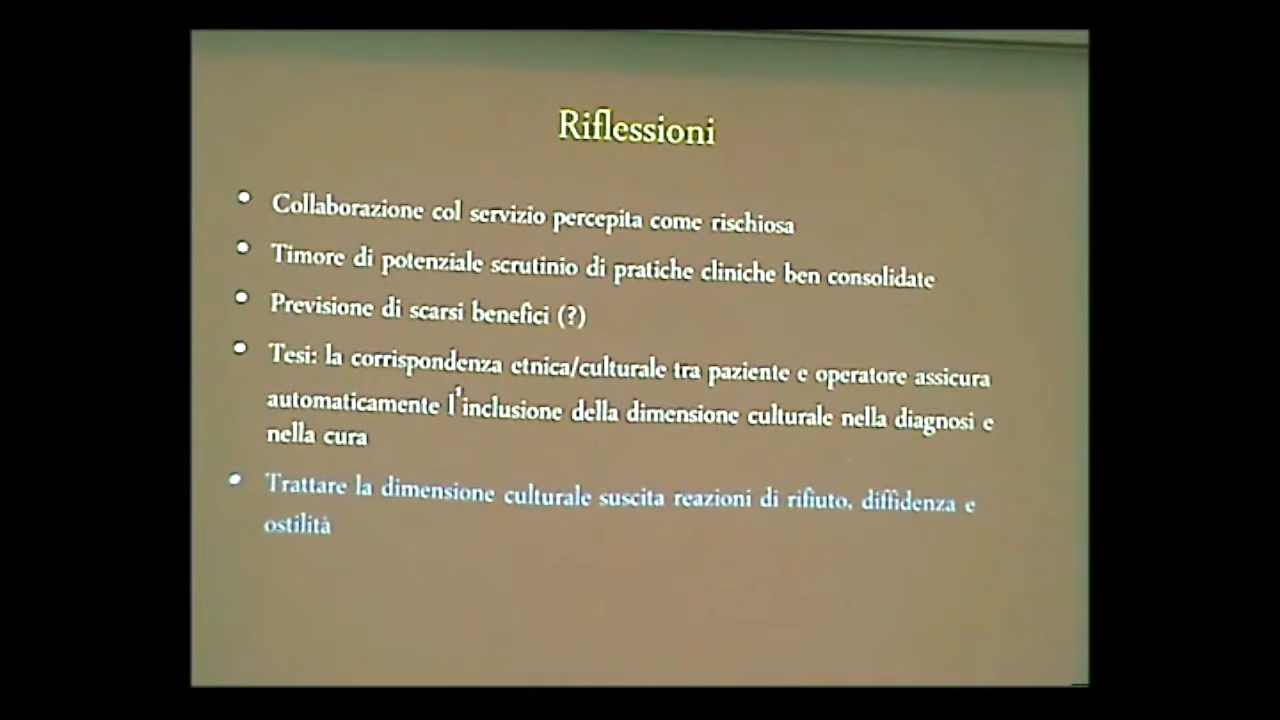 Riflessioni
• Collaborazione col servizio percepita come rischiosa
• Timore di potenziale scrutinio di pratiche cliniche ben consolidate
• Previsione di scarsi benefici (?)
• Tesi: la corrispondenza etnica/culturale tra paziente e operatore assicura
automaticamente l'inclusione della dimensione culturale nella diagnosi e
nella cura
• Trattare la dimensione culturale suscita reazioni di rifiuto, diffidenza e
ostilità